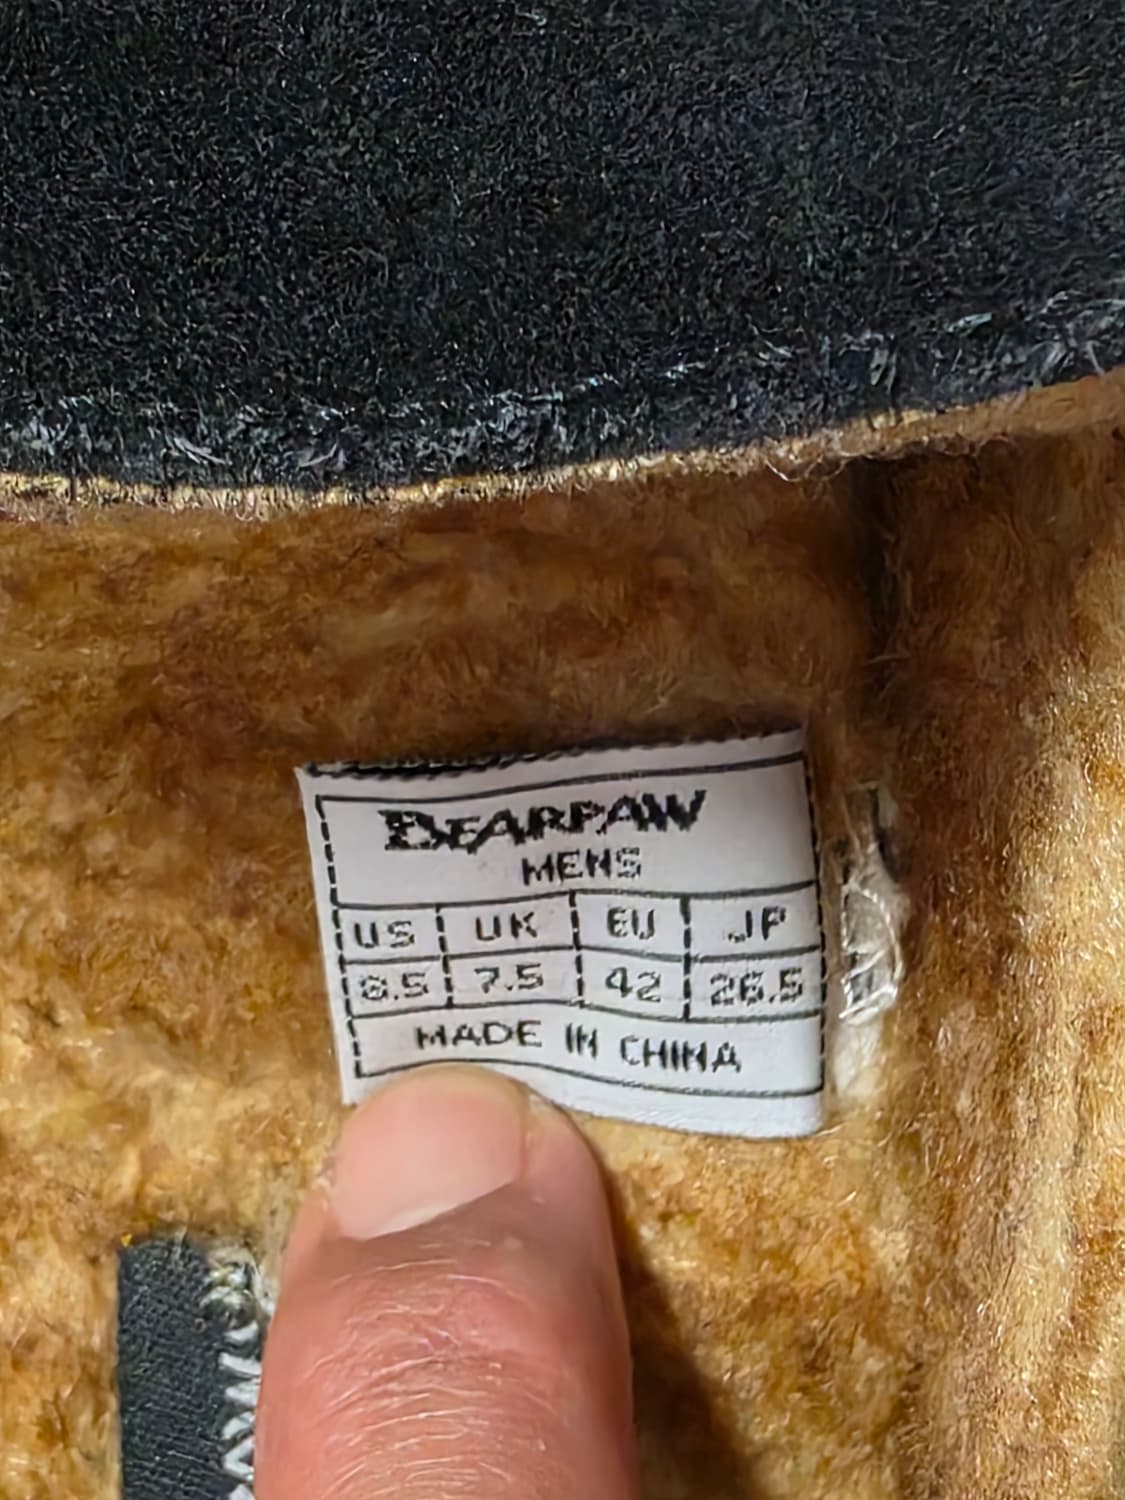 BEARPAW
MENS
US UK EU JP
8.5 7.5 42 26.5
MADE IN CHINA